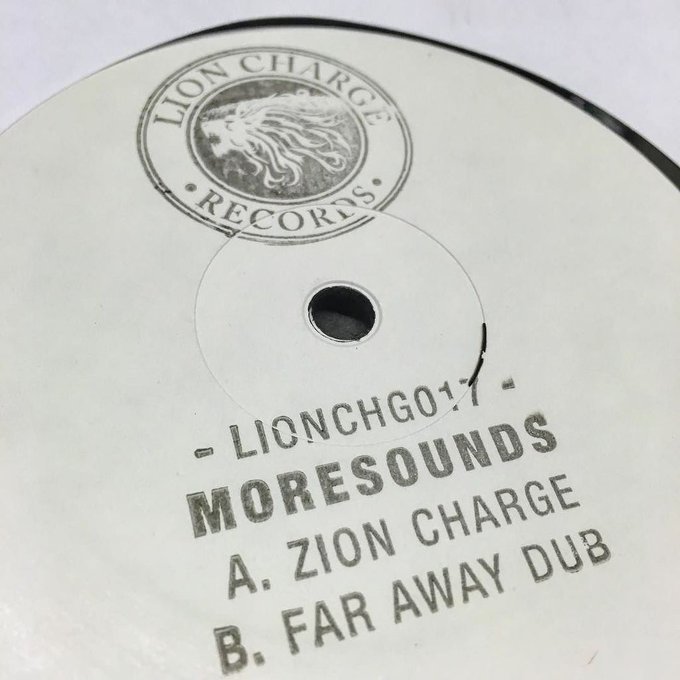 LION CHARGE
• RECORDS •
- LIONCHG017 -
MORESOUNDS
A. ZION CHARGE
B. FAR AWAY DUB